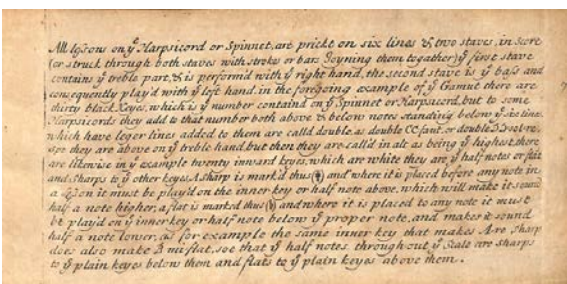 All lessons on yᵉ Harpsicord or Spinnet, are prickt on six lines & two staves, in score
(or struck through both staves with strokes or bars Joyning them togather) yᵉ first stave
contains yᵉ treble part, & is perform'd with yᵉ right hand, the second stave is yᵉ bass and
consequently play'd with yᵉ left hand, in the foregoing example of yᵉ Gamut there are
thirty black Keyes, which is yᵉ number containd on yᵉ Spinnet or Harpsicord, but to some
Harpsicords they add to that number both above & below notes standing below yᵉ six lines
which have leger lines added to them are calld double, as double CC faut, or double DD sol-re,
soe they are above on yᵉ treble hand but then they are call'd in alt as being yᵉ highest, there
are likewise in yᵉ example twenty inward keyes, which are white they are yᵉ half notes or flats
and sharps to yᵉ other keyes, A sharp is mark'd thus (#) and where it is placed before any note in
a lesson it must be play'd on the inner key or half note above, which will make it sound
half a note higher, a flat is marked thus (♭) and where it is placed to any note it must
be play'd on yᵉ inner key or half note below yᵉ proper note, and makes it sound
half a note lower, as for example the same inner key that makes A-re sharp
does also make B mi flat, soe that yᵉ half notes throughout yᵉ Scale are sharps
to yᵉ plain keyes below them and flats to yᵉ plain keyes above them.